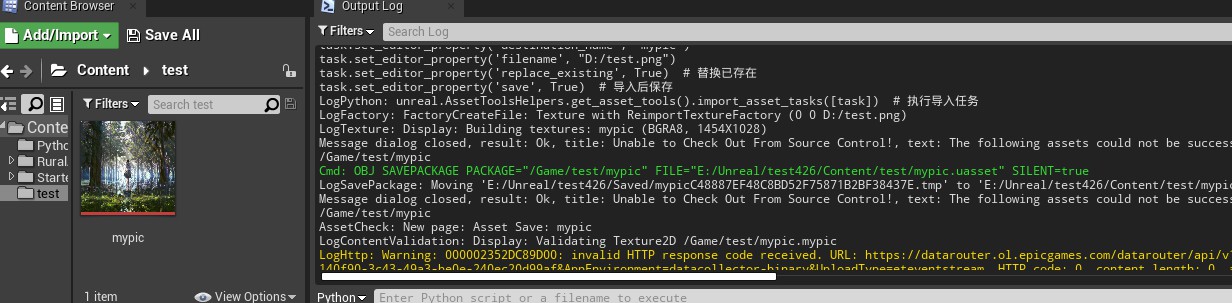 Content Browser
Add/Import
Save All
Content
test
Filters
Search test
Conte
Pytho
Rural
Starte
test
mypic
1 item
View Options
Output Log
Filters
Search Log
task.set_editor_property('destination_name', 'mypic')
task.set_editor_property('filename', "D:/test.png")
task.set_editor_property('replace_existing', True)  # 替换已存在
task.set_editor_property('save', True)  # 导入后保存
LogPython: unreal.AssetToolsHelpers.get_asset_tools().import_asset_tasks([task])  # 执行导入任务
LogFactory: FactoryCreateFile: Texture with ReimportTextureFactory (0 0 D:/test.png)
LogTexture: Display: Building textures: mypic (BGRA8, 1454X1028)
Message dialog closed, result: Ok, title: Unable to Check Out From Source Control!, text: The following assets could not be success
/Game/test/mypic
Cmd: OBJ SAVEPACKAGE PACKAGE="/Game/test/mypic" FILE="E:/Unreal/test426/Content/test/mypic.uasset" SILENT=true
LogSavePackage: Moving 'E:/Unreal/test426/Saved/mypicC48887EF48C8BD52F75871B2BF38437E.tmp' to 'E:/Unreal/test426/Content/test/mypic
Message dialog closed, result: Ok, title: Unable to Check Out From Source Control!, text: The following assets could not be success
/Game/test/mypic
AssetCheck: New page: Asset Save: mypic
LogContentValidation: Display: Validating Texture2D /Game/test/mypic.mypic
LogHttp: Warning: 000002352DC89D00: invalid HTTP response code received. URL: https://datarouter.ol.epicgames.com/datarouter/api/v
Python
Enter Python script or a filename to execute